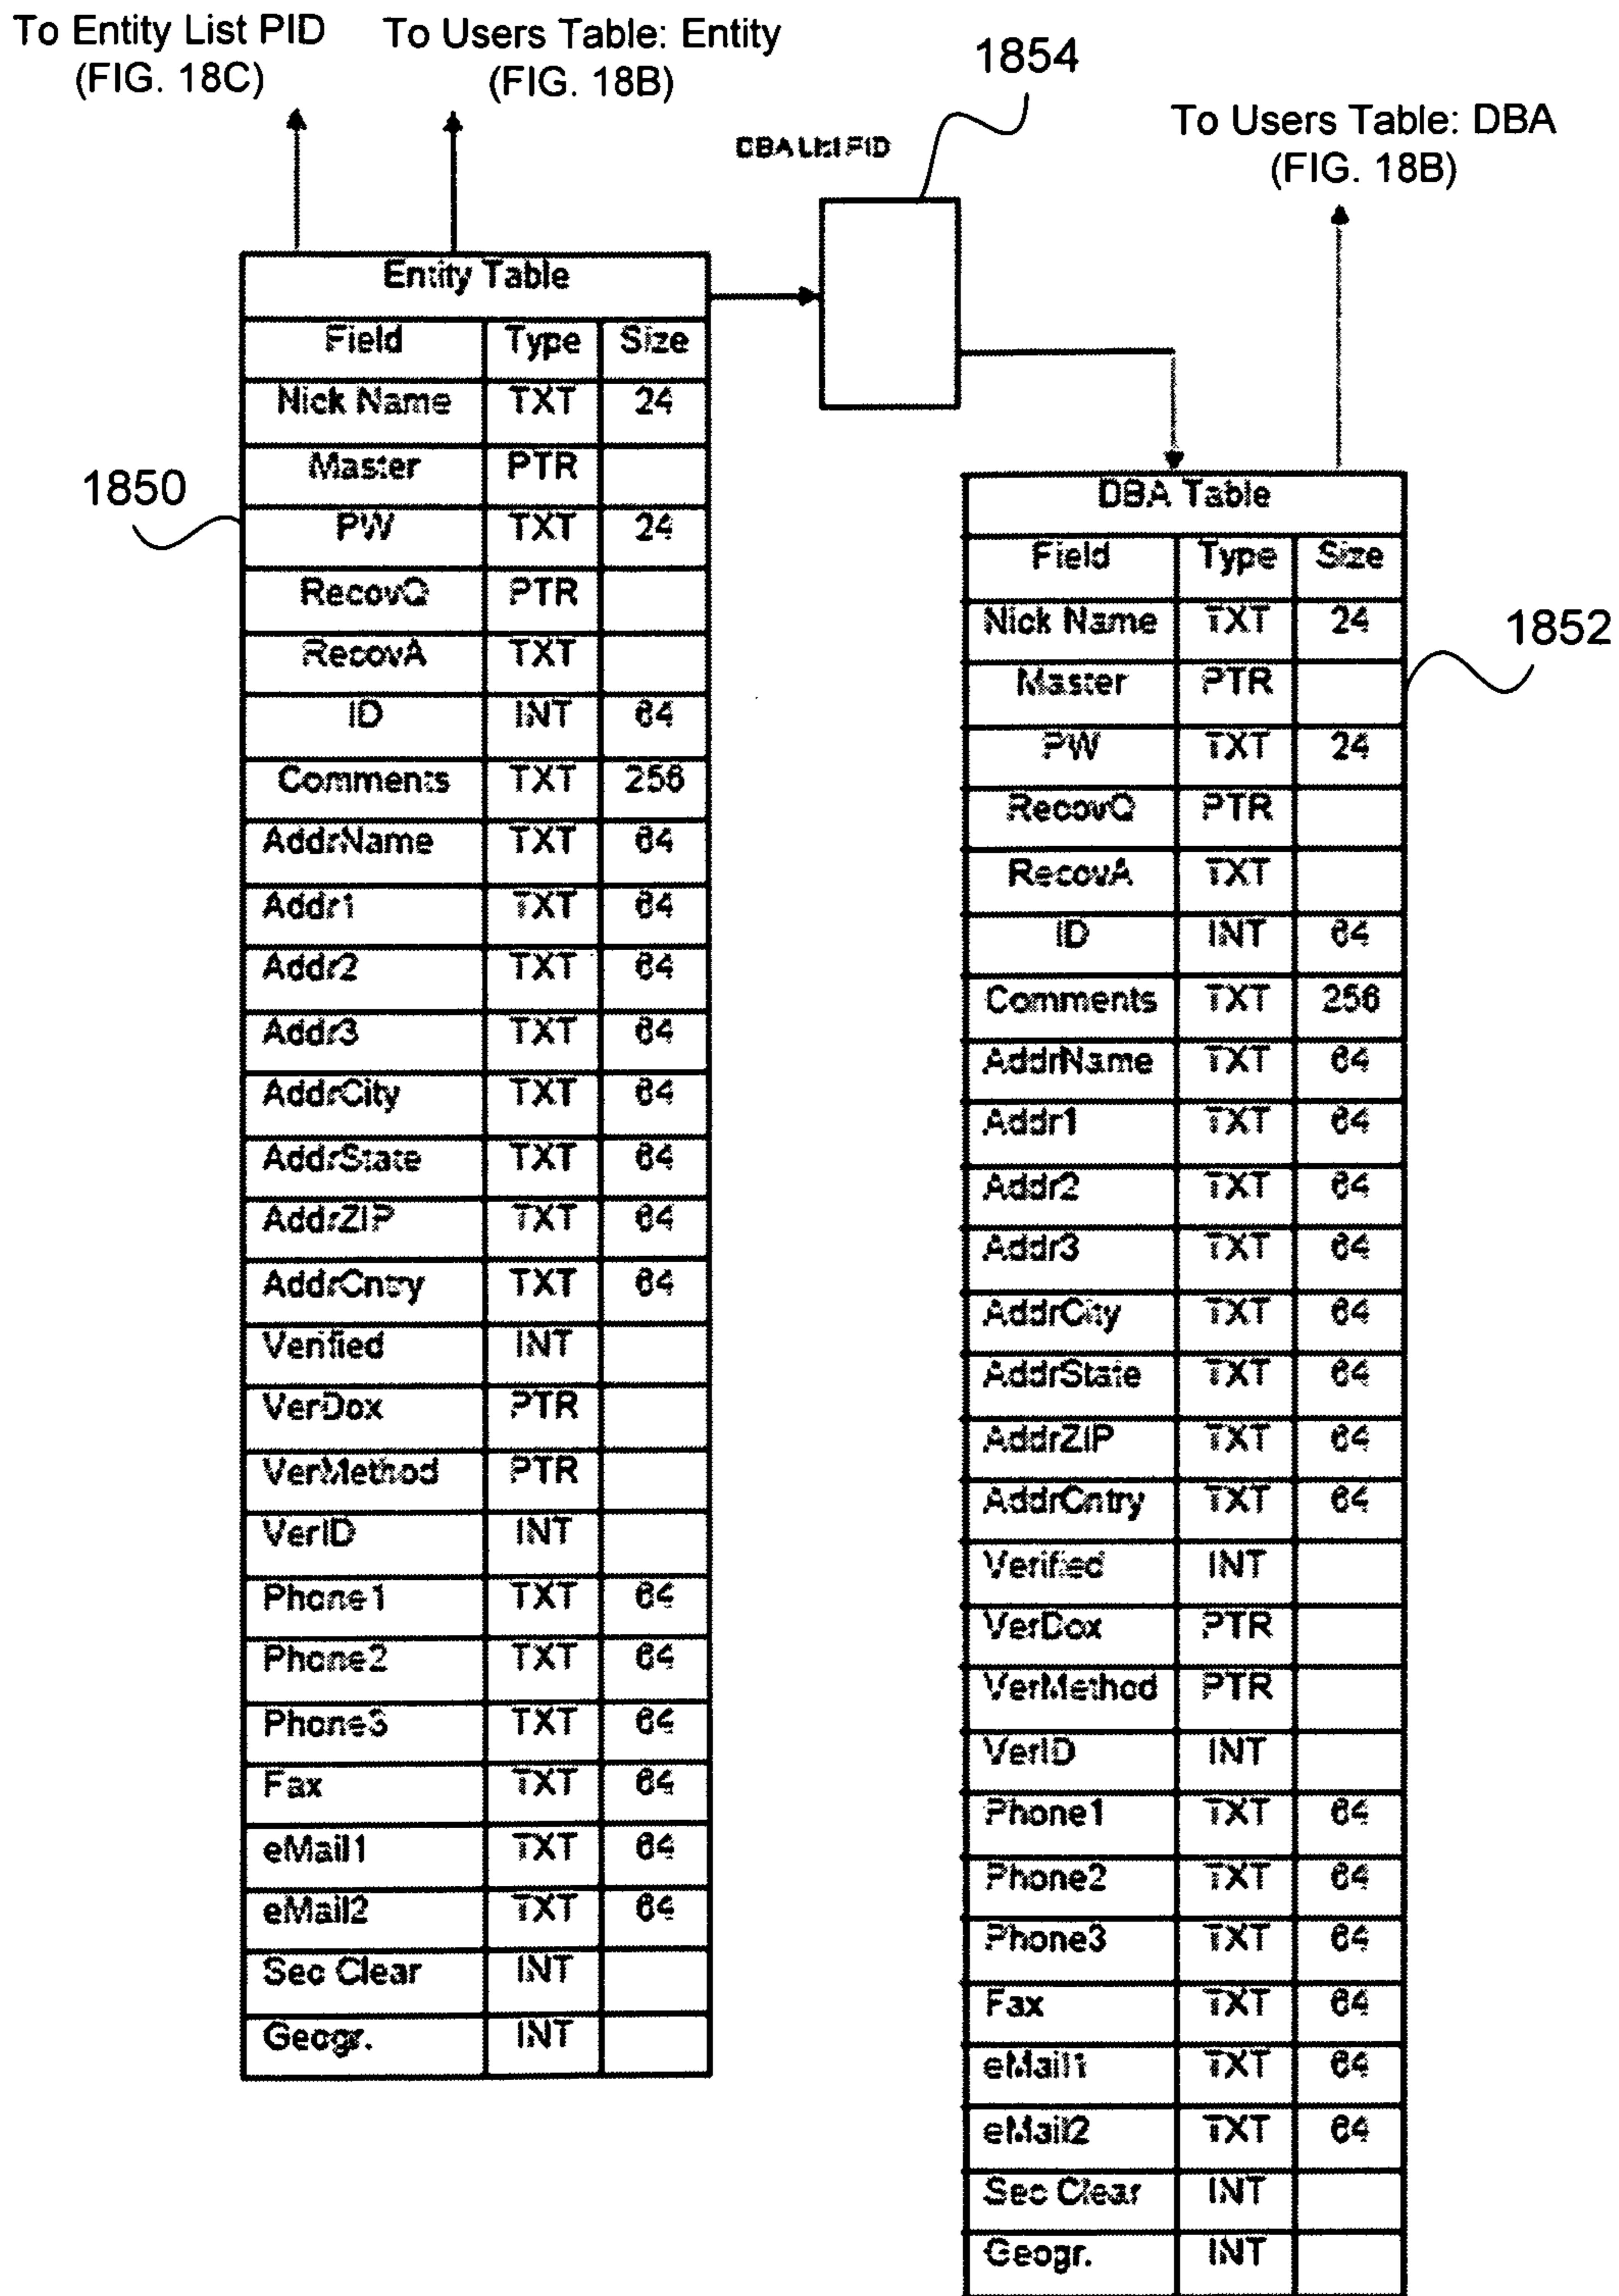 To Entity List PID
(FIG. 18C)
To Users Table: Entity
(FIG. 18B)
1854
DBA List PID
To Users Table: DBA
(FIG. 18B)
Entity Table
Field Type Size
Nick Name TXT 24
Master PTR
PW TXT 24
RecovQ PTR
RecovA TXT
ID INT 64
Comments TXT 256
AddrName TXT 64
Addr1 TXT 64
Addr2 TXT 64
Addr3 TXT 64
AddrCity TXT 64
AddrState TXT 64
AddrZIP TXT 64
AddrCntry TXT 64
Verified INT
VerDox PTR
VerMethod PTR
VerID INT
Phone1 TXT 64
Phone2 TXT 64
Phone3 TXT 64
Fax TXT 64
eMail1 TXT 64
eMail2 TXT 64
Sec Clear INT
Geogr. INT
1850
DBA Table
Field Type Size
Nick Name TXT 24
Master PTR
PW TXT 24
RecovQ PTR
RecovA TXT
ID INT 64
Comments TXT 256
AddrName TXT 64
Addr1 TXT 64
Addr2 TXT 64
Addr3 TXT 64
AddrCity TXT 64
AddrState TXT 64
AddrZIP TXT 64
AddrCntry TXT 64
Verified INT
VerDox PTR
VerMethod PTR
VerID INT
Phone1 TXT 64
Phone2 TXT 64
Phone3 TXT 64
Fax TXT 64
eMail1 TXT 64
eMail2 TXT 64
Sec Clear INT
Geogr. INT
1852